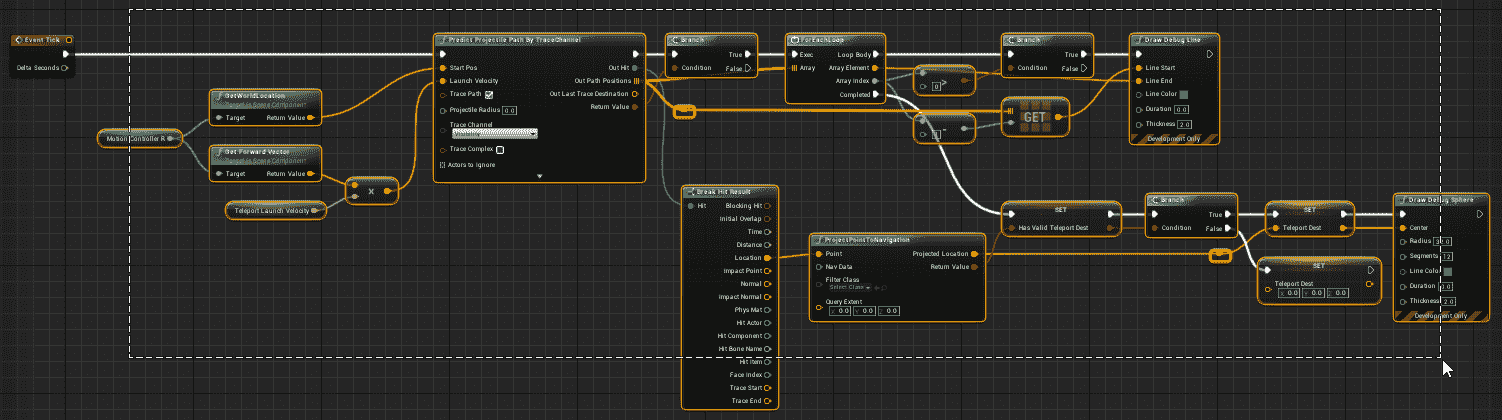 Event Tick
Delta Seconds
Motion Controller R
GetWorldLocation
Target is Scene Component
Target
Return Value
Get Forward Vector
Target is Scene Component
Target
Return Value
Teleport Launch Velocity
X
Predict Projectile Path By TraceChannel
Start Pos
Launch Velocity
Trace Path
Projectile Radius 0.0
Trace Channel
Trace Complex
Actors to Ignore
Out Hit
Out Path Positions
Out Last Trace Destination
Return Value
Branch
Condition
True
False
ForEachLoop
Exec
Array
Loop Body
Array Element
Array Index
Completed
>
0
-
GET
Branch
Condition
True
False
Draw Debug Line
Line Start
Line End
Line Color
Duration 0.0
Thickness 2.0
Development Only
Break Hit Result
Hit
Blocking Hit
Initial Overlap
Time
Distance
Location
Impact Point
Normal
Impact Normal
Phys Mat
Hit Actor
Hit Component
Hit Bone Name
Hit Item
Face Index
Trace Start
Trace End
ProjectPointToNavigation
Point
Nav Data
Filter Class
Select Class
Query Extent
X 0.0 Y 0.0 Z 0.0
Projected Location
Return Value
SET
Has Valid Teleport Dest
Branch
Condition
True
False
SET
Teleport Dest
SET
Teleport Dest
X 0.0 Y 0.0 Z 0.0
Draw Debug Sphere
Center
Radius
Segments 12
Line Color
Duration 0.0
Thickness 2.0
Development Only